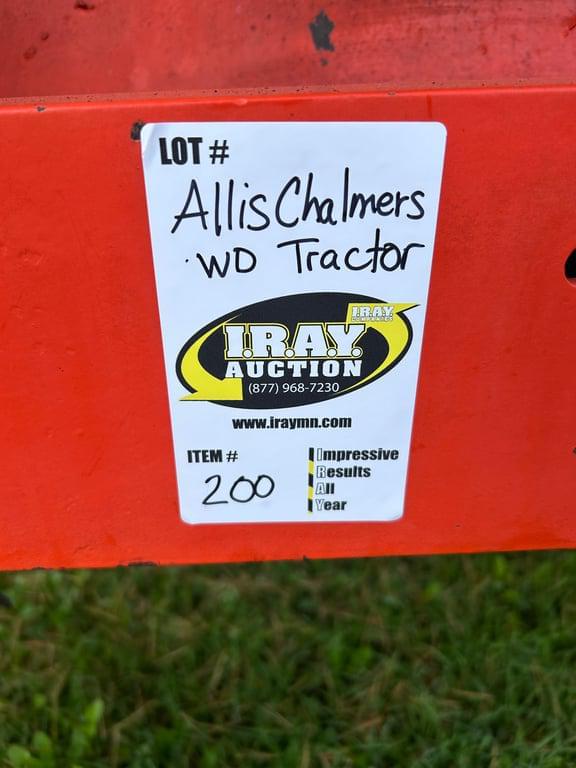 LOT #
Allis Chalmers
WD Tractor
I.R.A.Y.
I.R.A.Y.
AUCTION
(877) 968-7230
www.iraymn.com
ITEM #
200
Impressive
Results
All
Year